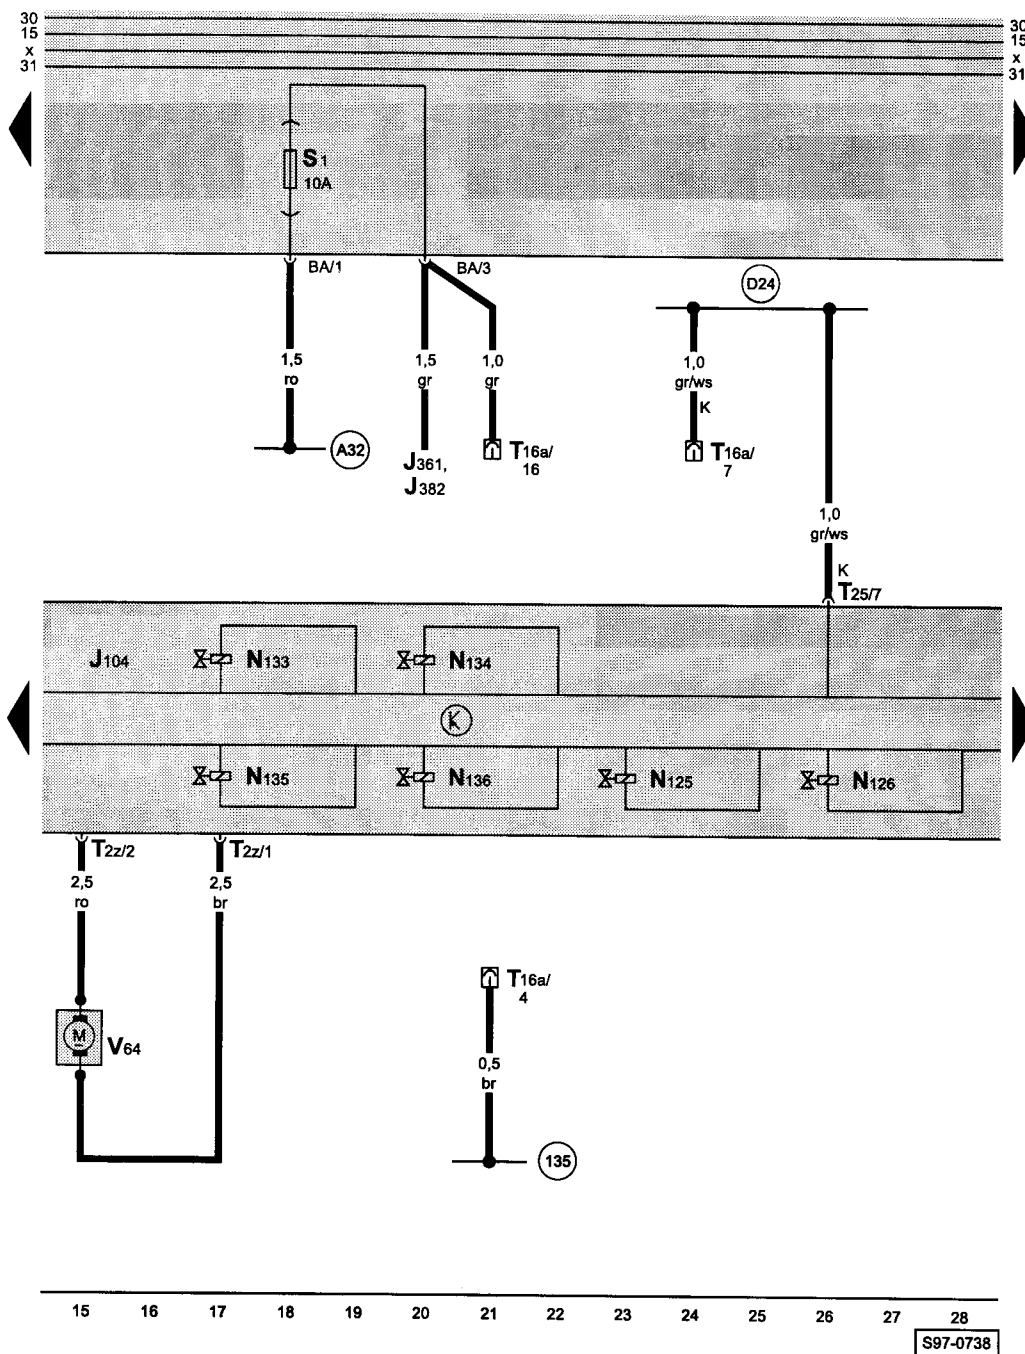 30 30
15 15
x x
31 31
S1
10A
BA/1 BA/3
D24
1,5 1,5 1,0 1,0
ro gr gr gr/ws
K
A32 T16a/ T16a/
16 7
J361,
J382
1,0
gr/ws
K
T25/7
J104 N133 N134
K
N135 N136 N125 N126
T2z/2 T2z/1
2,5 2,5
ro br
T16a/
4
M
V64
0,5
br
135
15 16 17 18 19 20 21 22 23 24 25 26 27 28
S97-0738